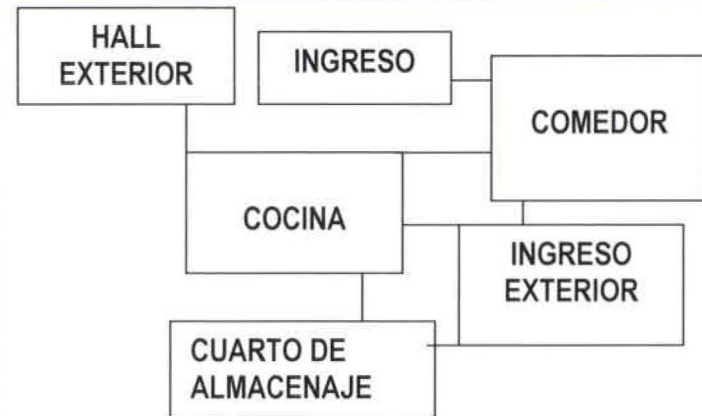 HALL
EXTERIOR
INGRESO
COMEDOR
COCINA
INGRESO
EXTERIOR
CUARTO DE
ALMACENAJE